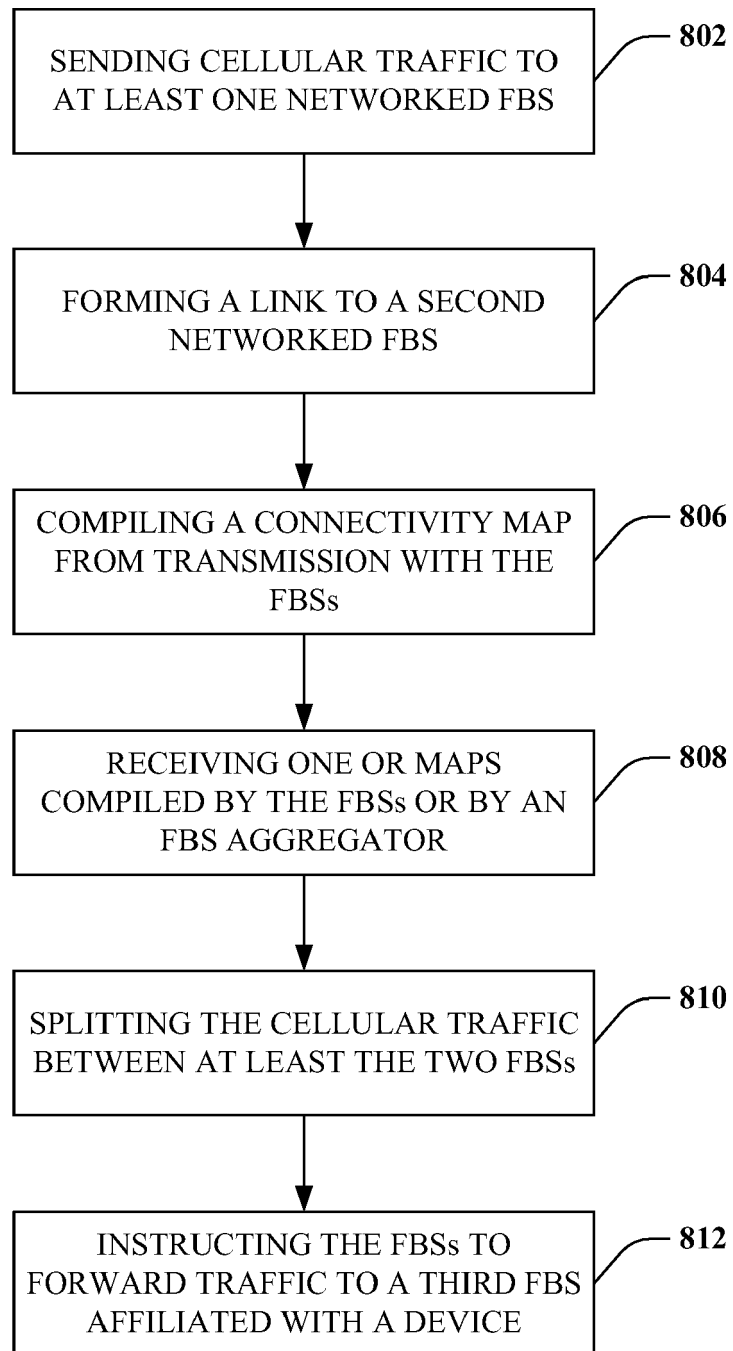 SENDING CELLULAR TRAFFIC TO
AT LEAST ONE NETWORKED FBS
802
FORMING A LINK TO A SECOND
NETWORKED FBS
804
COMPILING A CONNECTIVITY MAP
FROM TRANSMISSION WITH THE
FBSs
806
RECEIVING ONE OR MAPS
COMPILED BY THE FBSs OR BY AN
FBS AGGREGATOR
808
SPLITTING THE CELLULAR TRAFFIC
BETWEEN AT LEAST THE TWO FBSs
810
INSTRUCTING THE FBSs TO
FORWARD TRAFFIC TO A THIRD FBS
AFFILIATED WITH A DEVICE
812